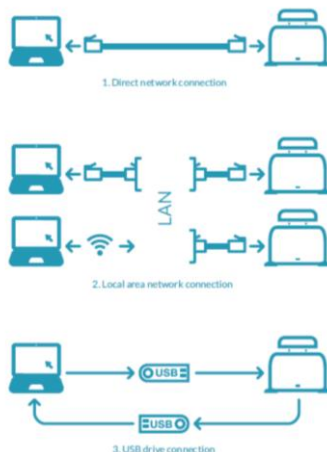 1. Direct network connection
LAN
2. Local area network connection
USB
USB
3. USB drive connection